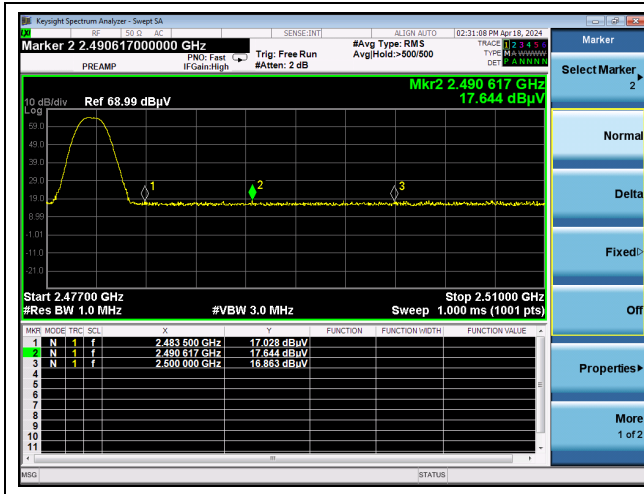 Keysight Spectrum Analyzer - Swept SA
RF 50 Ω AC SENSE:INT ALIGN AUTO 02:31:08 PM Apr 18, 2024
Marker 2 2.490617000000 GHz
PREAMP
PNO: Fast
IFGain:High
Trig: Free Run
#Atten: 2 dB
#Avg Type: RMS
Avg|Hold:>500/500
TRACE 1 2 3 4 5 6
TYPE M A WWWW
DET P A N N N N
Mkr2 2.490 617 GHz
17.644 dBµV
10 dB/div Ref 68.99 dBµV
Log
59.0
49.0
39.0
29.0
19.0
8.99
-1.01
-11.0
-21.0
1
2
3
Start 2.47700 GHz Stop 2.51000 GHz
#Res BW 1.0 MHz #VBW 3.0 MHz Sweep 1.000 ms (1001 pts)
MKR MODE TRC SCL X Y FUNCTION FUNCTION WIDTH FUNCTION VALUE
1 N 1 f 2.483 500 GHz 17.028 dBµV
2 N 1 f 2.490 617 GHz 17.644 dBµV
3 N 1 f 2.500 000 GHz 16.863 dBµV
4
5
6
7
8
9
10
11
MSG STATUS
Marker
Select Marker
2
Normal
Delta
Fixed
Off
Properties
More
1 of 2